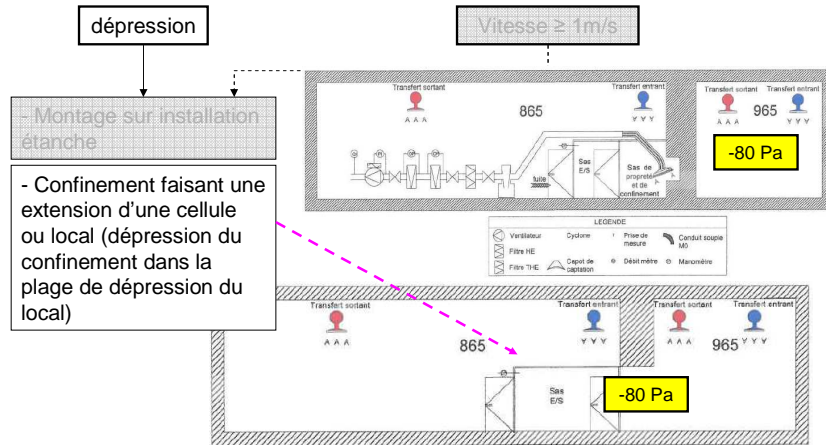 dépression
Vitesse ≥ 1m/s
- Montage sur installation
étanche
- Confinement faisant une
extension d'une cellule
ou local (dépression du
confinement dans la
plage de dépression du
local)
Transfert sortant
865
Transfert entrant
Transfert sortant
Transfert entrant
965
A A A
-80 Pa
Sas
E/S
Sas de
propreté
et de
confinement
fuite
LEGENDE
Ventilateur
Cyclone
Prise de
mesure
Conduit souple
M0
Filtre HE
Filtre THE
Capot de
captation
Débit mètre
Manomètre
Transfert sortant
865
Transfert entrant
Transfert sortant
Transfert entrant
965
A A A
A A A
-80 Pa
Sas
E/S